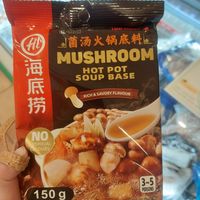 Hi
海底捞
菌汤火锅底料
MUSHROOM
HOT POT
SOUP BASE
RICH & SAVORY FLAVOUR
NO
150 g
3-5
PERSONS